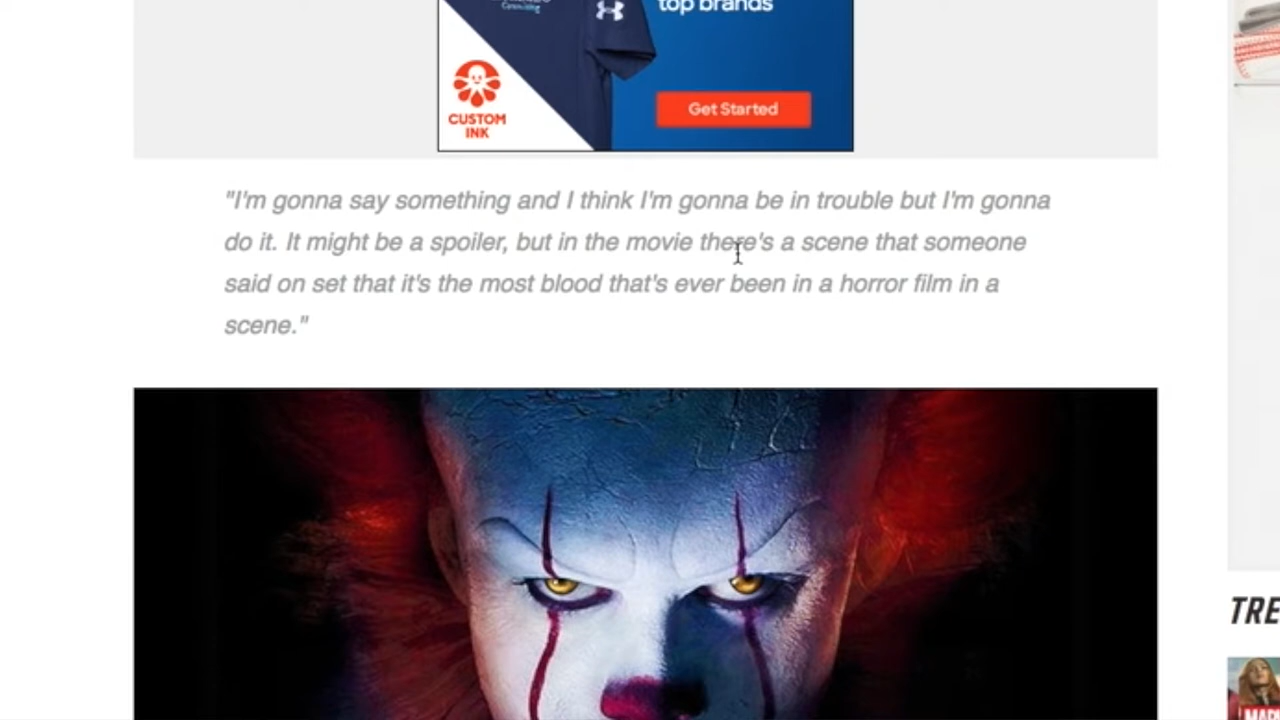 top brands
Get Started
CUSTOM
INK
"I'm gonna say something and I think I'm gonna be in trouble but I'm gonna
do it. It might be a spoiler, but in the movie there's a scene that someone
said on set that it's the most blood that's ever been in a horror film in a
scene."
TRE